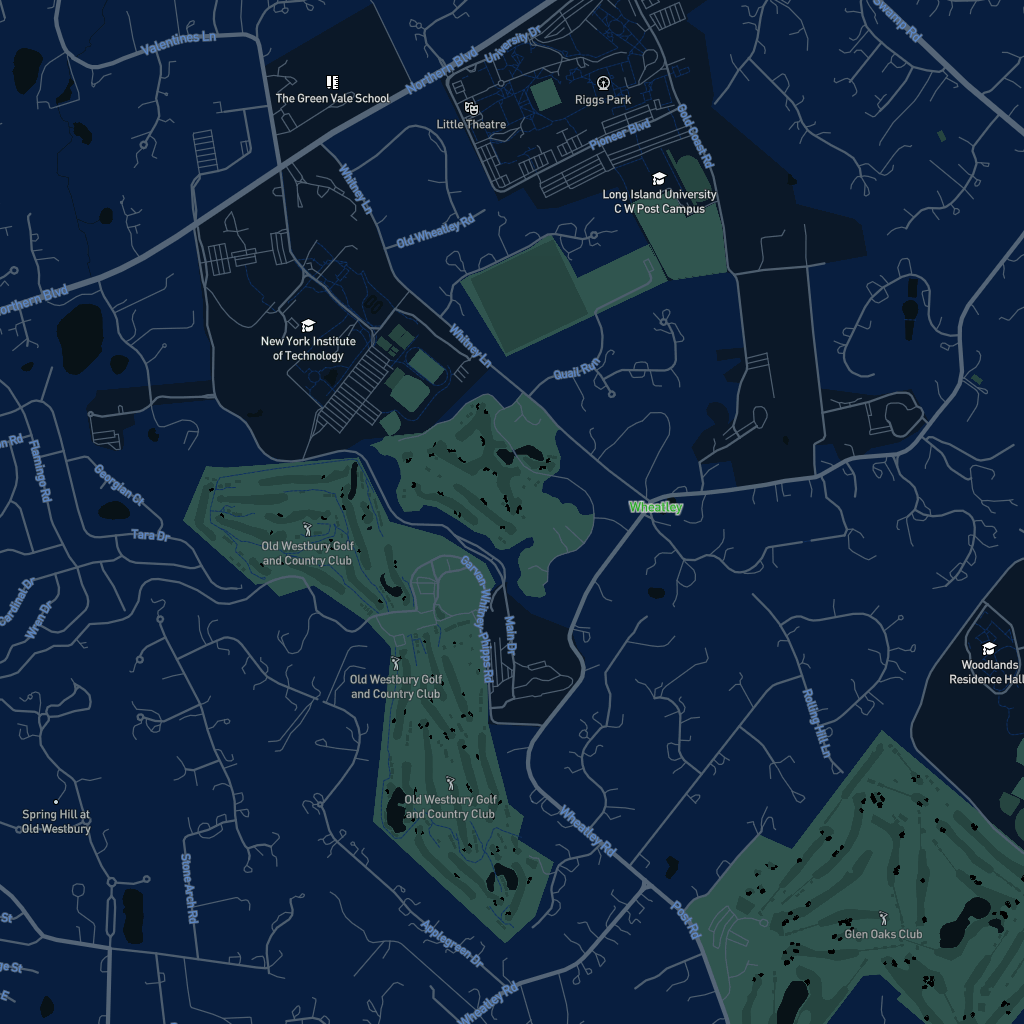 Valentines Ln
Northern Blvd
University Dr
Swamp Rd
The Green Vale School
Little Theatre
Riggs Park
Pioneer Blvd
Gold Coast Rd
Long Island University
C W Post Campus
Whitney Ln
Old Wheatley Rd
Northern Blvd
New York Institute
of Technology
Whitney Ln
Quail Run
Flamingo Rd
Georgian Ct
Wheatley
Tara Dr
Old Westbury Golf
and Country Club
Cardinal Dr
Wren Dr
Garvan-Whitney-Phipps Rd
Main Dr
Old Westbury Golf
and Country Club
Woodlands
Residence Hall
Rolling Hill Ln
Old Westbury Golf
and Country Club
Spring Hill at
Old Westbury
Wheatley Rd
Stone Arch Rd
Post Rd
Applegreen Dr
Glen Oaks Club
Wheatley Rd